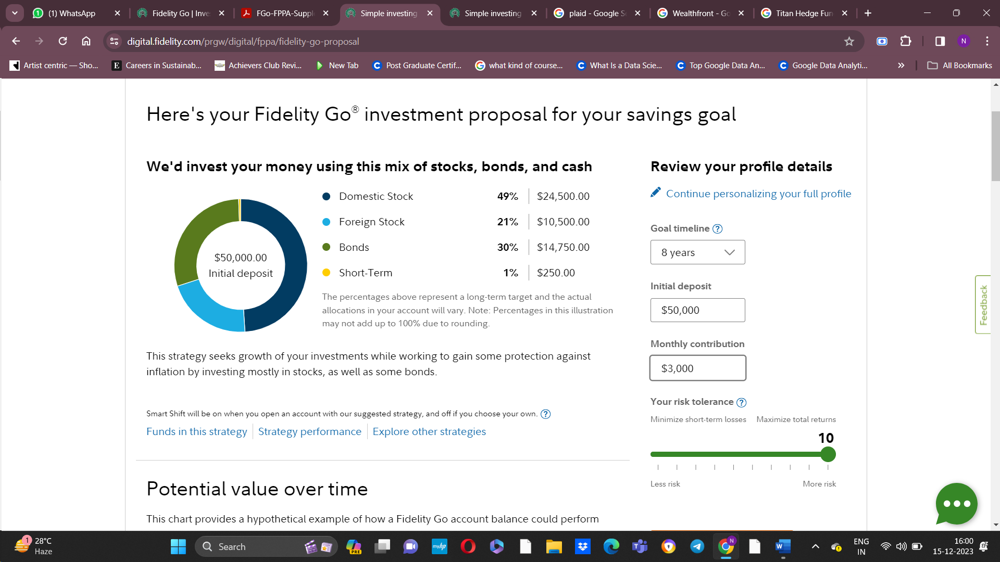 (1) WhatsApp
Fidelity Go | Inve
FGo-FPPA-Suppl
Simple investing
Simple investing
plaid - Google S
Wealthfront - Go
Titan Hedge Fun
digital.fidelity.com/prgw/digital/fppa/fidelity-go-proposal
N
Artist centric — Sho...
E
Careers in Sustainab...
Achievers Club Revi...
New Tab
Post Graduate Certif...
what kind of course...
What Is a Data Scie...
Top Google Data An...
Google Data Analyti...
All Bookmarks
Here's your Fidelity Go® investment proposal for your savings goal
We'd invest your money using this mix of stocks, bonds, and cash
$50,000.00
Initial deposit
Domestic Stock 49% $24,500.00
Foreign Stock 21% $10,500.00
Bonds 30% $14,750.00
Short-Term 1% $250.00
The percentages above represent a long-term target and the actual
allocations in your account will vary. Note: Percentages in this illustration
may not add up to 100% due to rounding.
This strategy seeks growth of your investments while working to gain some protection against
inflation by investing mostly in stocks, as well as some bonds.
Smart Shift will be on when you open an account with our suggested strategy, and off if you choose your own. ?
Funds in this strategy
Strategy performance
Explore other strategies
Potential value over time
This chart provides a hypothetical example of how a Fidelity Go account balance could perform
Review your profile details
Continue personalizing your full profile
Goal timeline ?
8 years
Initial deposit
$50,000
Monthly contribution
$3,000
Your risk tolerance ?
Minimize short-term losses
Maximize total returns
10
Less risk
More risk
Feedback
1
28°C
Haze
Search
PRE
myhp
N
W
ENG
IN
16:00
15-12-2023